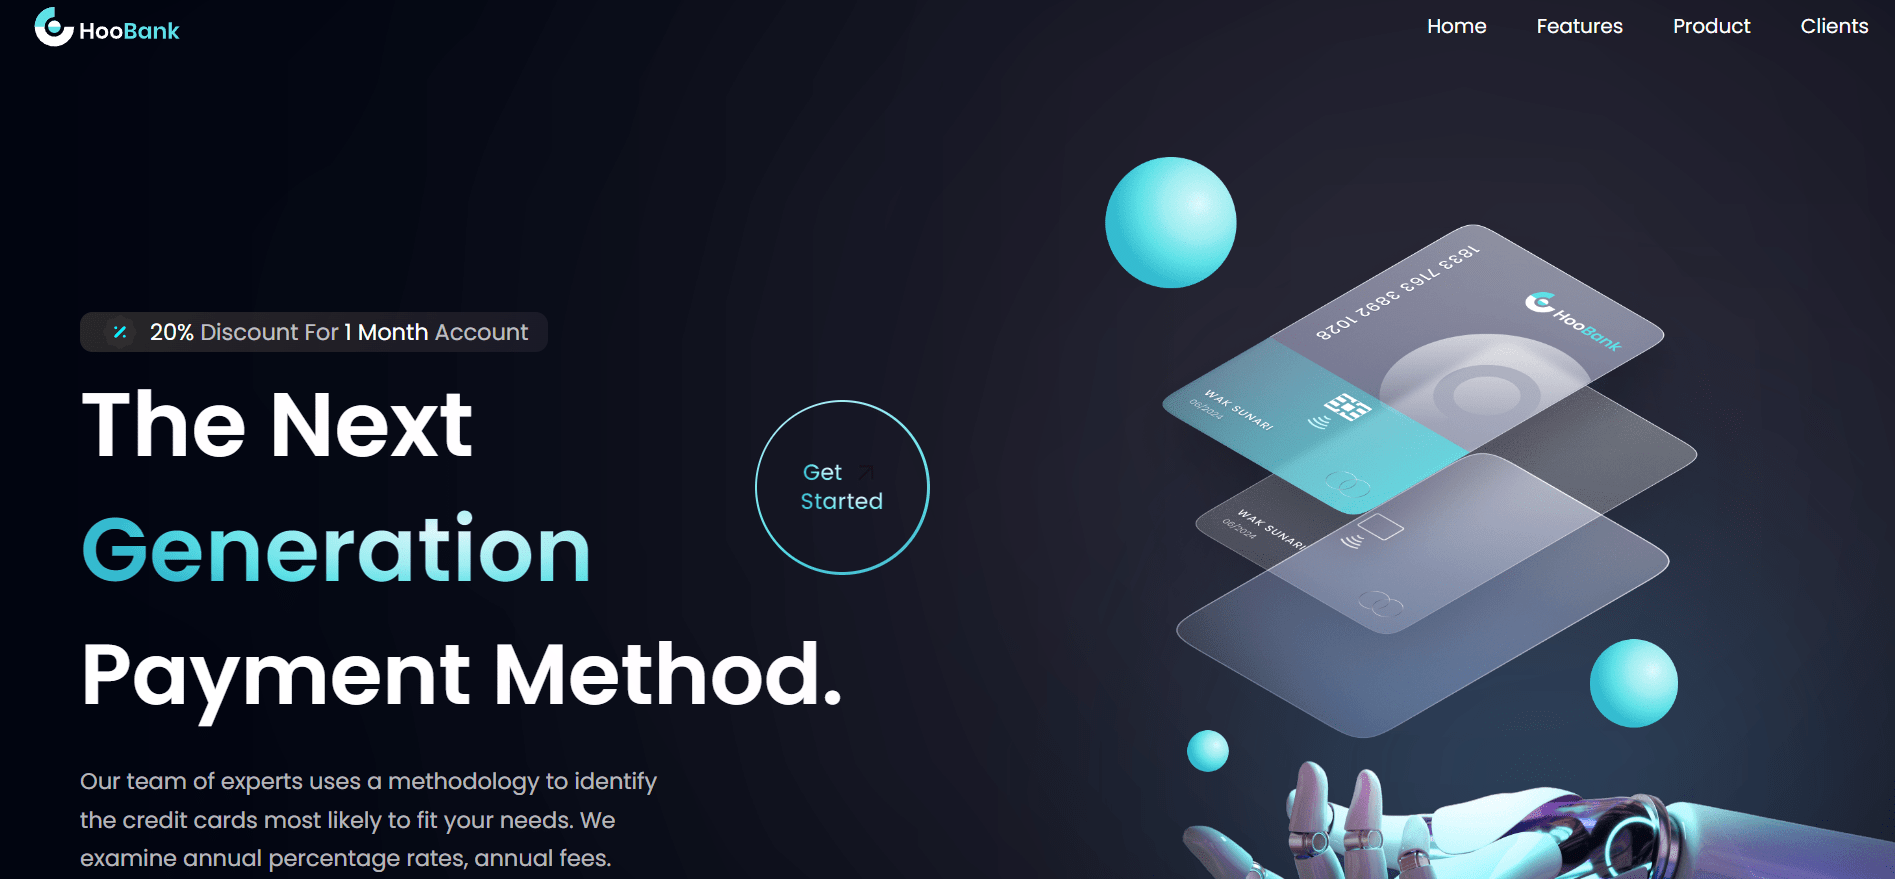 HooBank
Home
Features
Product
Clients
20% Discount For 1 Month Account
The Next
Generation
Payment Method.
Get
Started
Our team of experts uses a methodology to identify
the credit cards most likely to fit your needs. We
examine annual percentage rates, annual fees.
1833 7163 3892 1028
HooBank
WAK SUNARI
08/2024
WAK SUNARI
08/2024